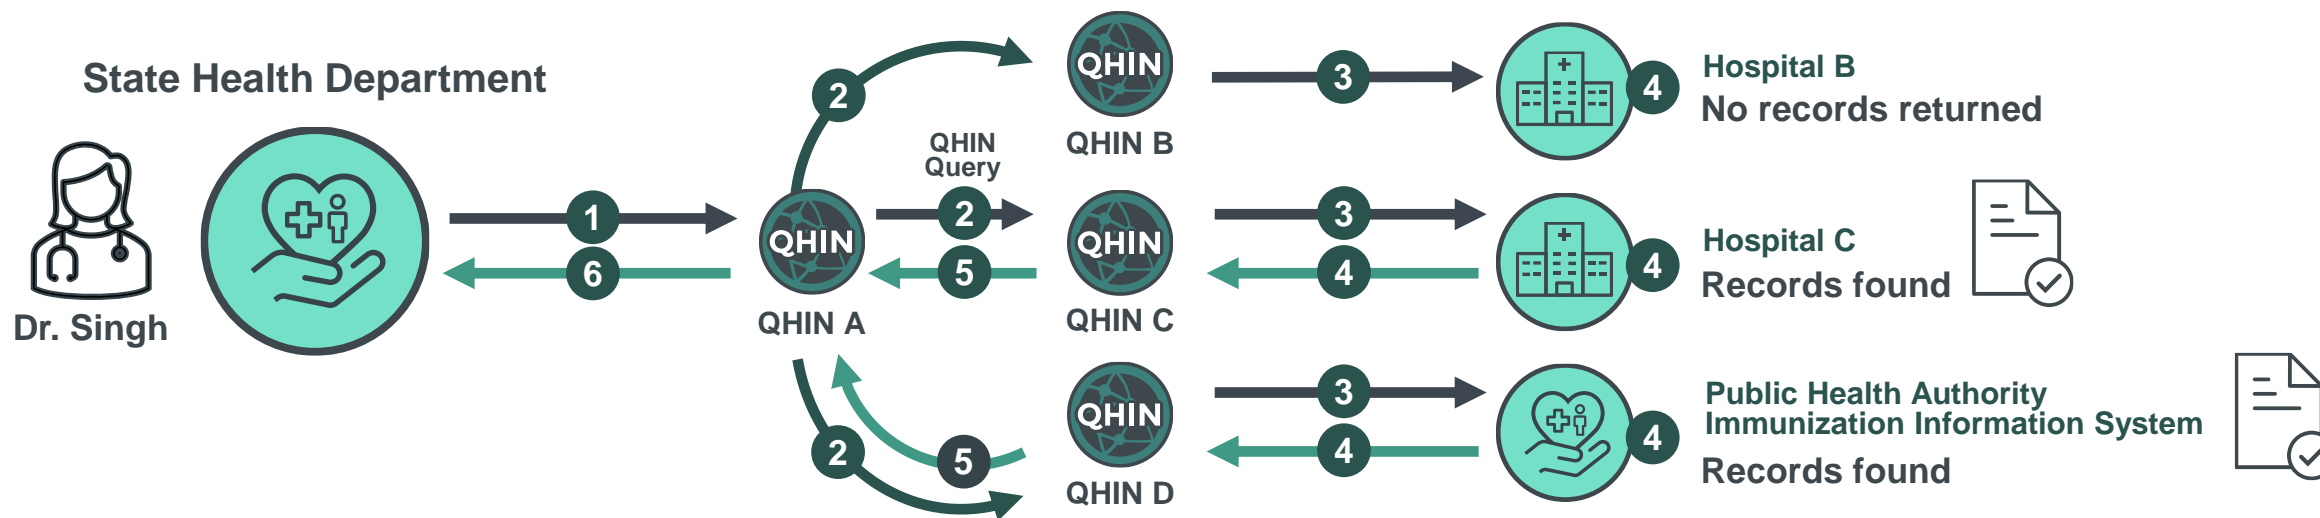 State Health Department
Dr. Singh
1
6
QHIN
QHIN A
2
QHIN
Query
2
5
2
5
QHIN
QHIN B
3
4
Hospital B
No records returned
QHIN
QHIN C
3
4
4
Hospital C
Records found
QHIN
QHIN D
3
4
4
Public Health Authority
Immunization Information System
Records found